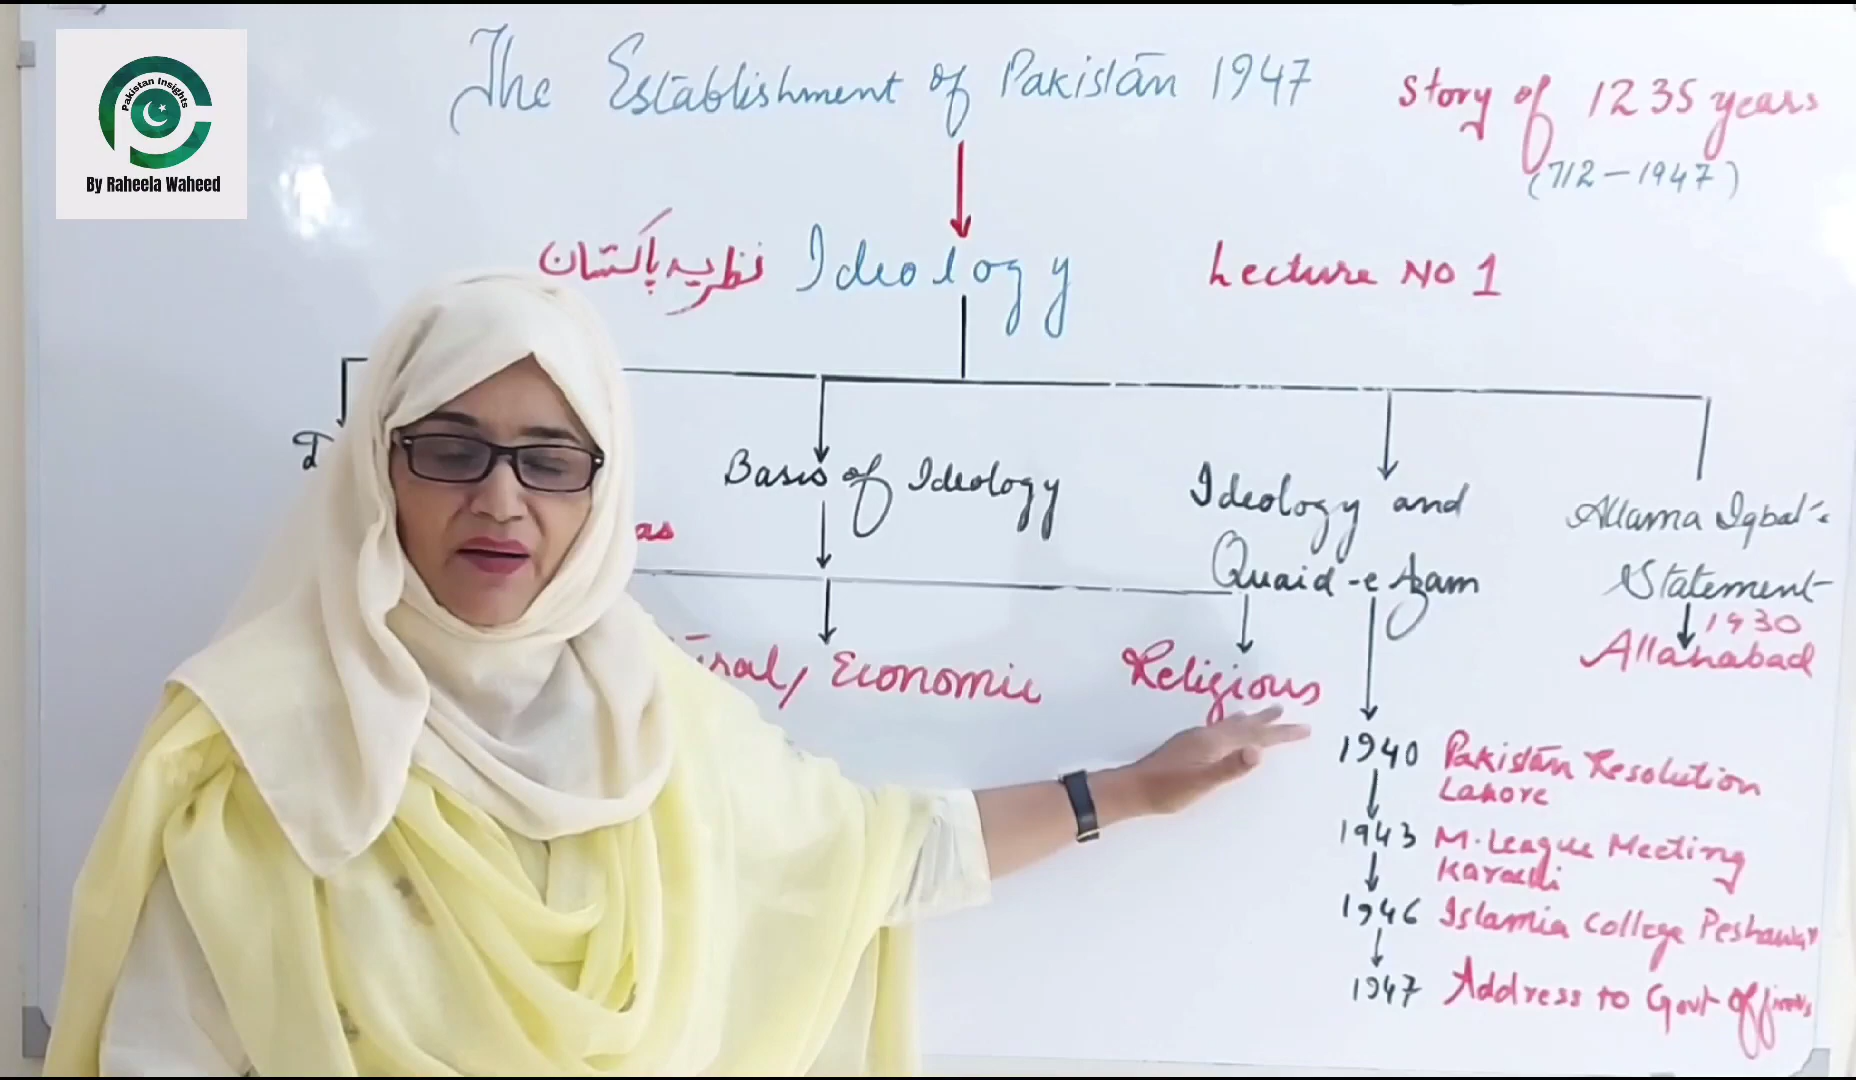 Pakistan Insights
By Raheela Waheed
The Establishment of Pakistan 1947
Story of 1235 years
(712-1947)
نظریہ پاکستان
Ideology
Lecture No 1
Basis of Ideology
Ideology and
Quaid-e Azam
Allama Iqbal's
Statement
1930
Allahabad
as
Economic
Religious
1940 Pakistan Resolution
Lahore
1943 M.League Meeting
Karachi
1946 Islamia College Peshawar
1947 Address to Govt Officers